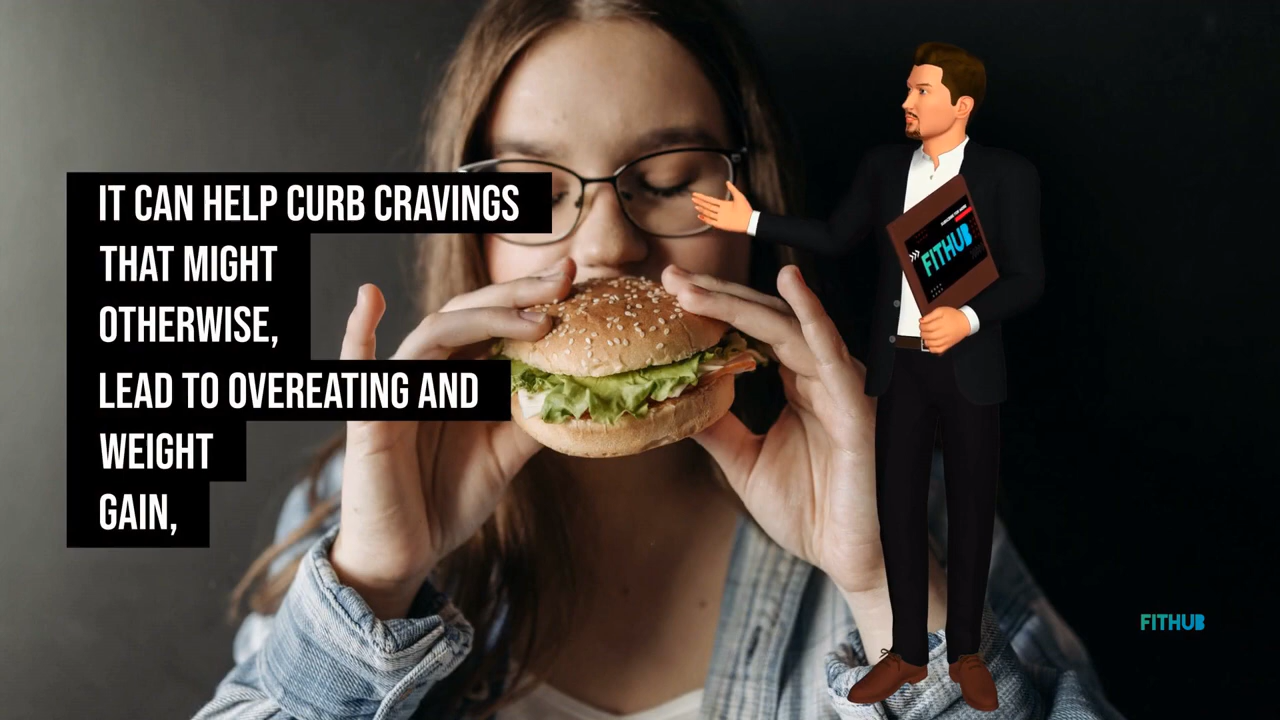 IT CAN HELP CURB CRAVINGS
THAT MIGHT
OTHERWISE,
LEAD TO OVEREATING AND
WEIGHT
GAIN,
FITHUB
FITHUB